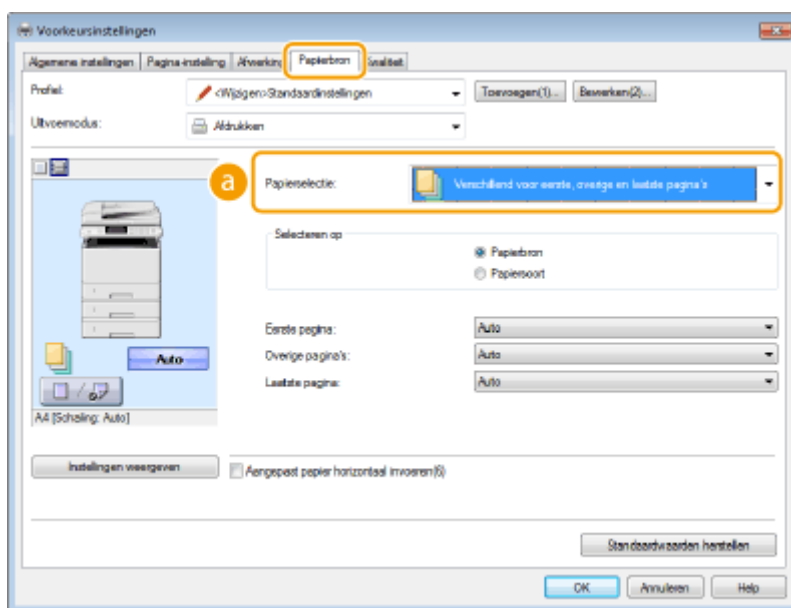 Voorkeursinstellingen
Algemene instellingen Pagina-instelling Afwerking Papierbron Kwaliteit
Profiel: <Wijzigen>Standaardinstellingen Toevoegen(1)... Bewerken(2)...
Uitvoermodus: Afdrukken
a Papierselectie: Verschillend voor eerste, overige en laatste pagina's
Selecteren op
Papierbron
Papiersoort
Eerste pagina: Auto
Overige pagina's: Auto
Laatste pagina: Auto
Auto
A4 [Schaling: Auto]
Instellingen weergeven Aangepast papier horizontaal invoeren(6)
Standaardwaarden herstellen
OK Annuleren Help